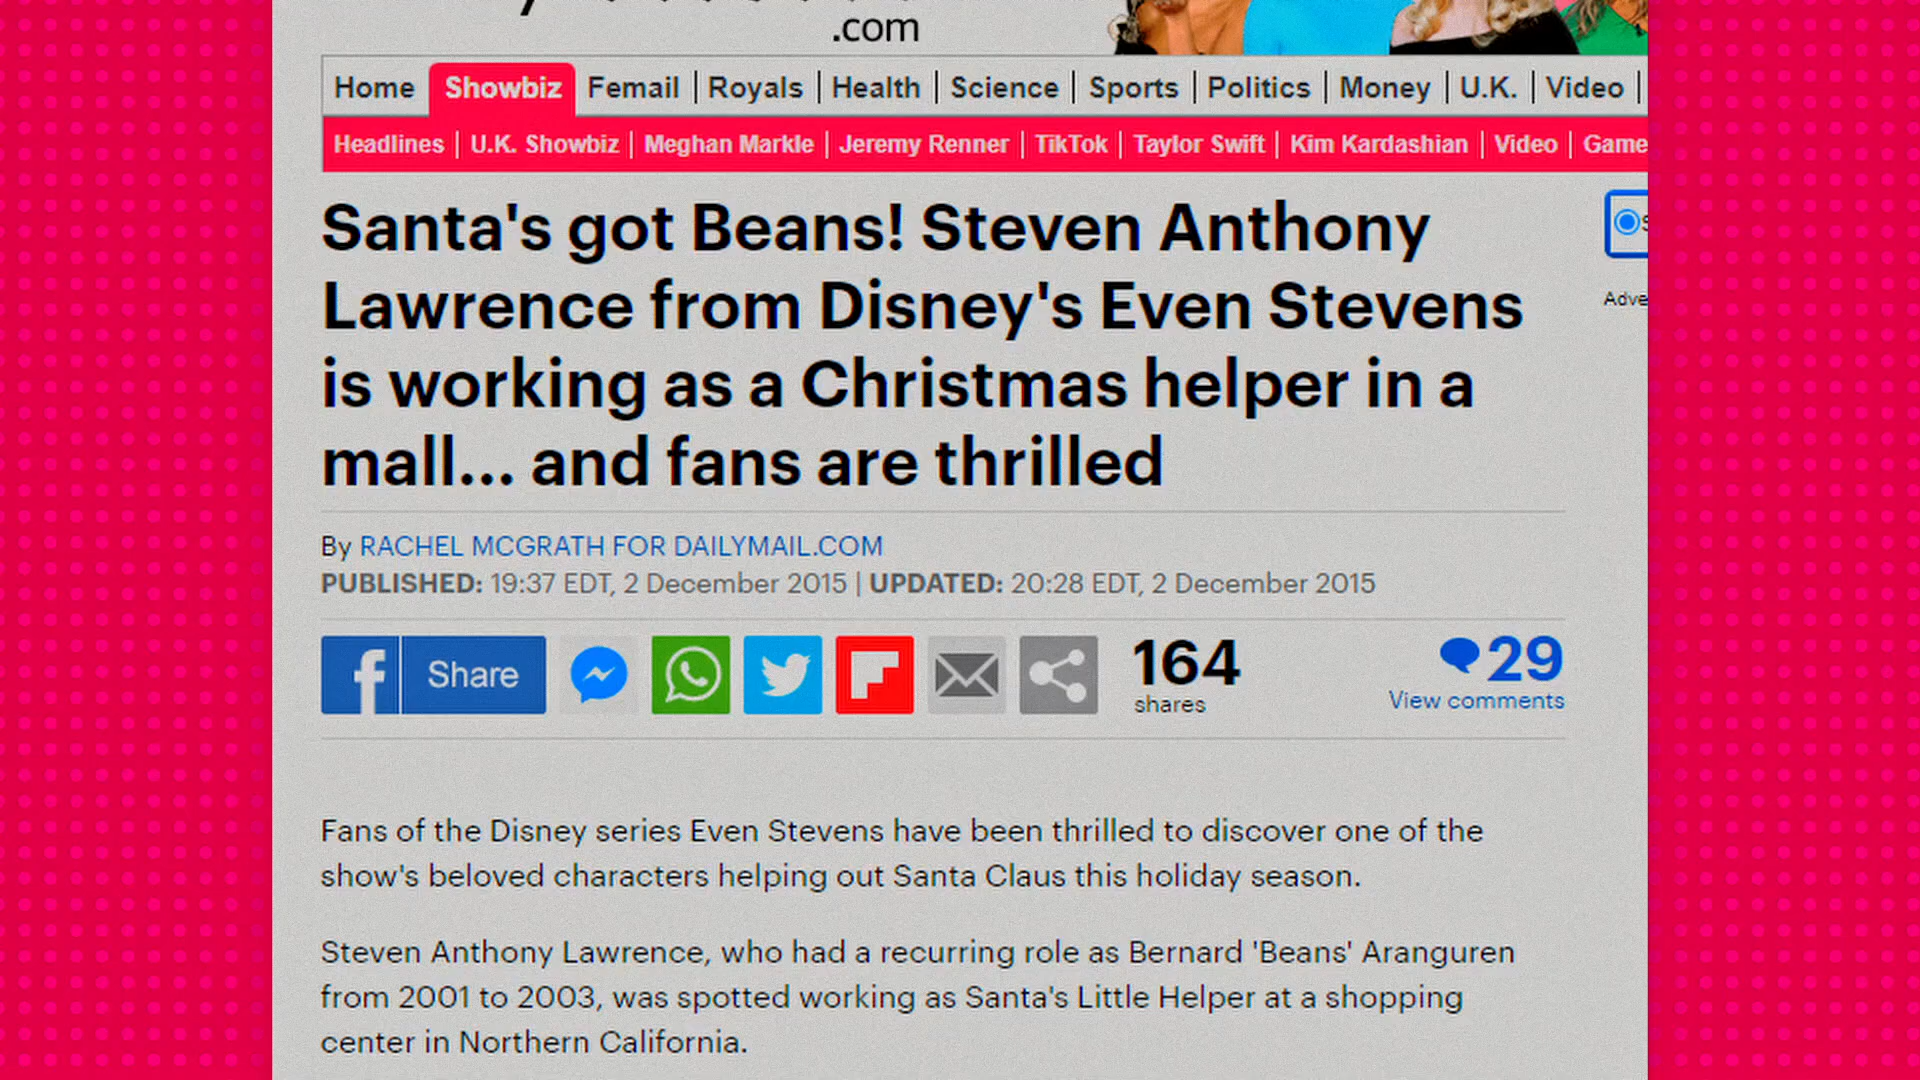 .com
Home Showbiz Femail | Royals | Health | Science | Sports | Politics | Money | U.K. | Video |
Headlines | U.K. Showbiz | Meghan Markle | Jeremy Renner | TikTok | Taylor Swift | Kim Kardashian | Video | Game
Santa's got Beans! Steven Anthony
Lawrence from Disney's Even Stevens
is working as a Christmas helper in a
mall... and fans are thrilled
Adve
By RACHEL MCGRATH FOR DAILYMAIL.COM
PUBLISHED: 19:37 EDT, 2 December 2015 | UPDATED: 20:28 EDT, 2 December 2015
Share
164
shares
29
View comments
Fans of the Disney series Even Stevens have been thrilled to discover one of the
show's beloved characters helping out Santa Claus this holiday season.
Steven Anthony Lawrence, who had a recurring role as Bernard 'Beans' Aranguren
from 2001 to 2003, was spotted working as Santa's Little Helper at a shopping
center in Northern California.